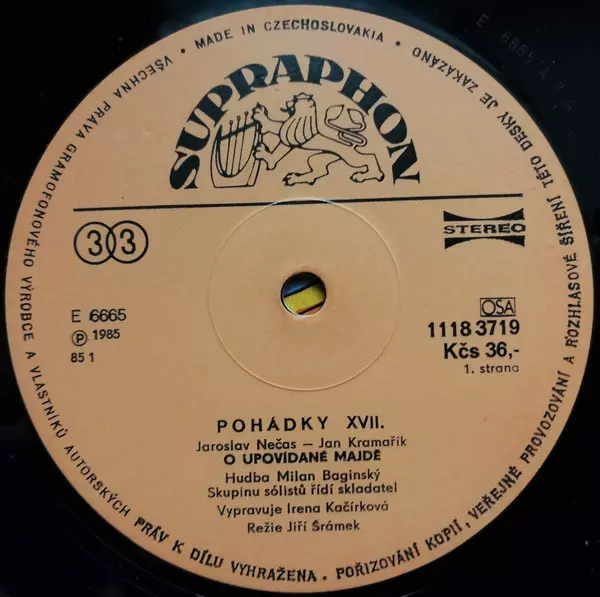 VŠECHNA PRÁVA GRAMOFONOVÉHO VÝROBCE A VLASTNÍKŮ AUTORSKÝCH PRÁV K DÍLU VYHRAŽENA • POŘIZOVÁNÍ KOPIÍ, VEŘEJNÉ PROVOZOVÁNÍ A ROZHLASOVÉ ŠÍŘENÍ TÉTO DESKY JE ZAKÁZÁNO • MADE IN CZECHOSLOVAKIA •
SUPRAPHON
33
STEREO
E 6665
Ⓟ 1985
85 1
OSA
1118 3719
Kčs 36,-
1. strana
POHÁDKY XVII.
Jaroslav Nečas – Jan Kramařík
O UPOVÍDANÉ MAJDĚ
Hudba Milan Baginský
Skupinu sólistů řídí skladatel
Vypravuje Irena Kačírková
Režie Jiří Šrámek